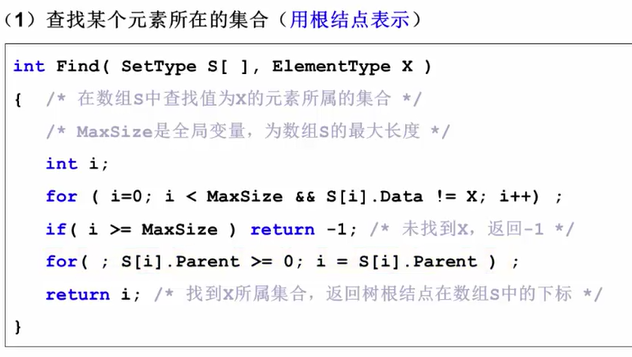 （1）查找某个元素所在的集合（用根结点表示）
int Find( SetType S[ ], ElementType X )
{ /* 在数组S中查找值为X的元素所属的集合 */
/* MaxSize是全局变量，为数组S的最大长度 */
int i;
for ( i=0; i < MaxSize && S[i].Data != X; i++) ;
if( i >= MaxSize ) return -1; /* 未找到X，返回-1 */
for( ; S[i].Parent >= 0; i = S[i].Parent ) ;
return i; /* 找到X所属集合，返回树根结点在数组S中的下标 */
}